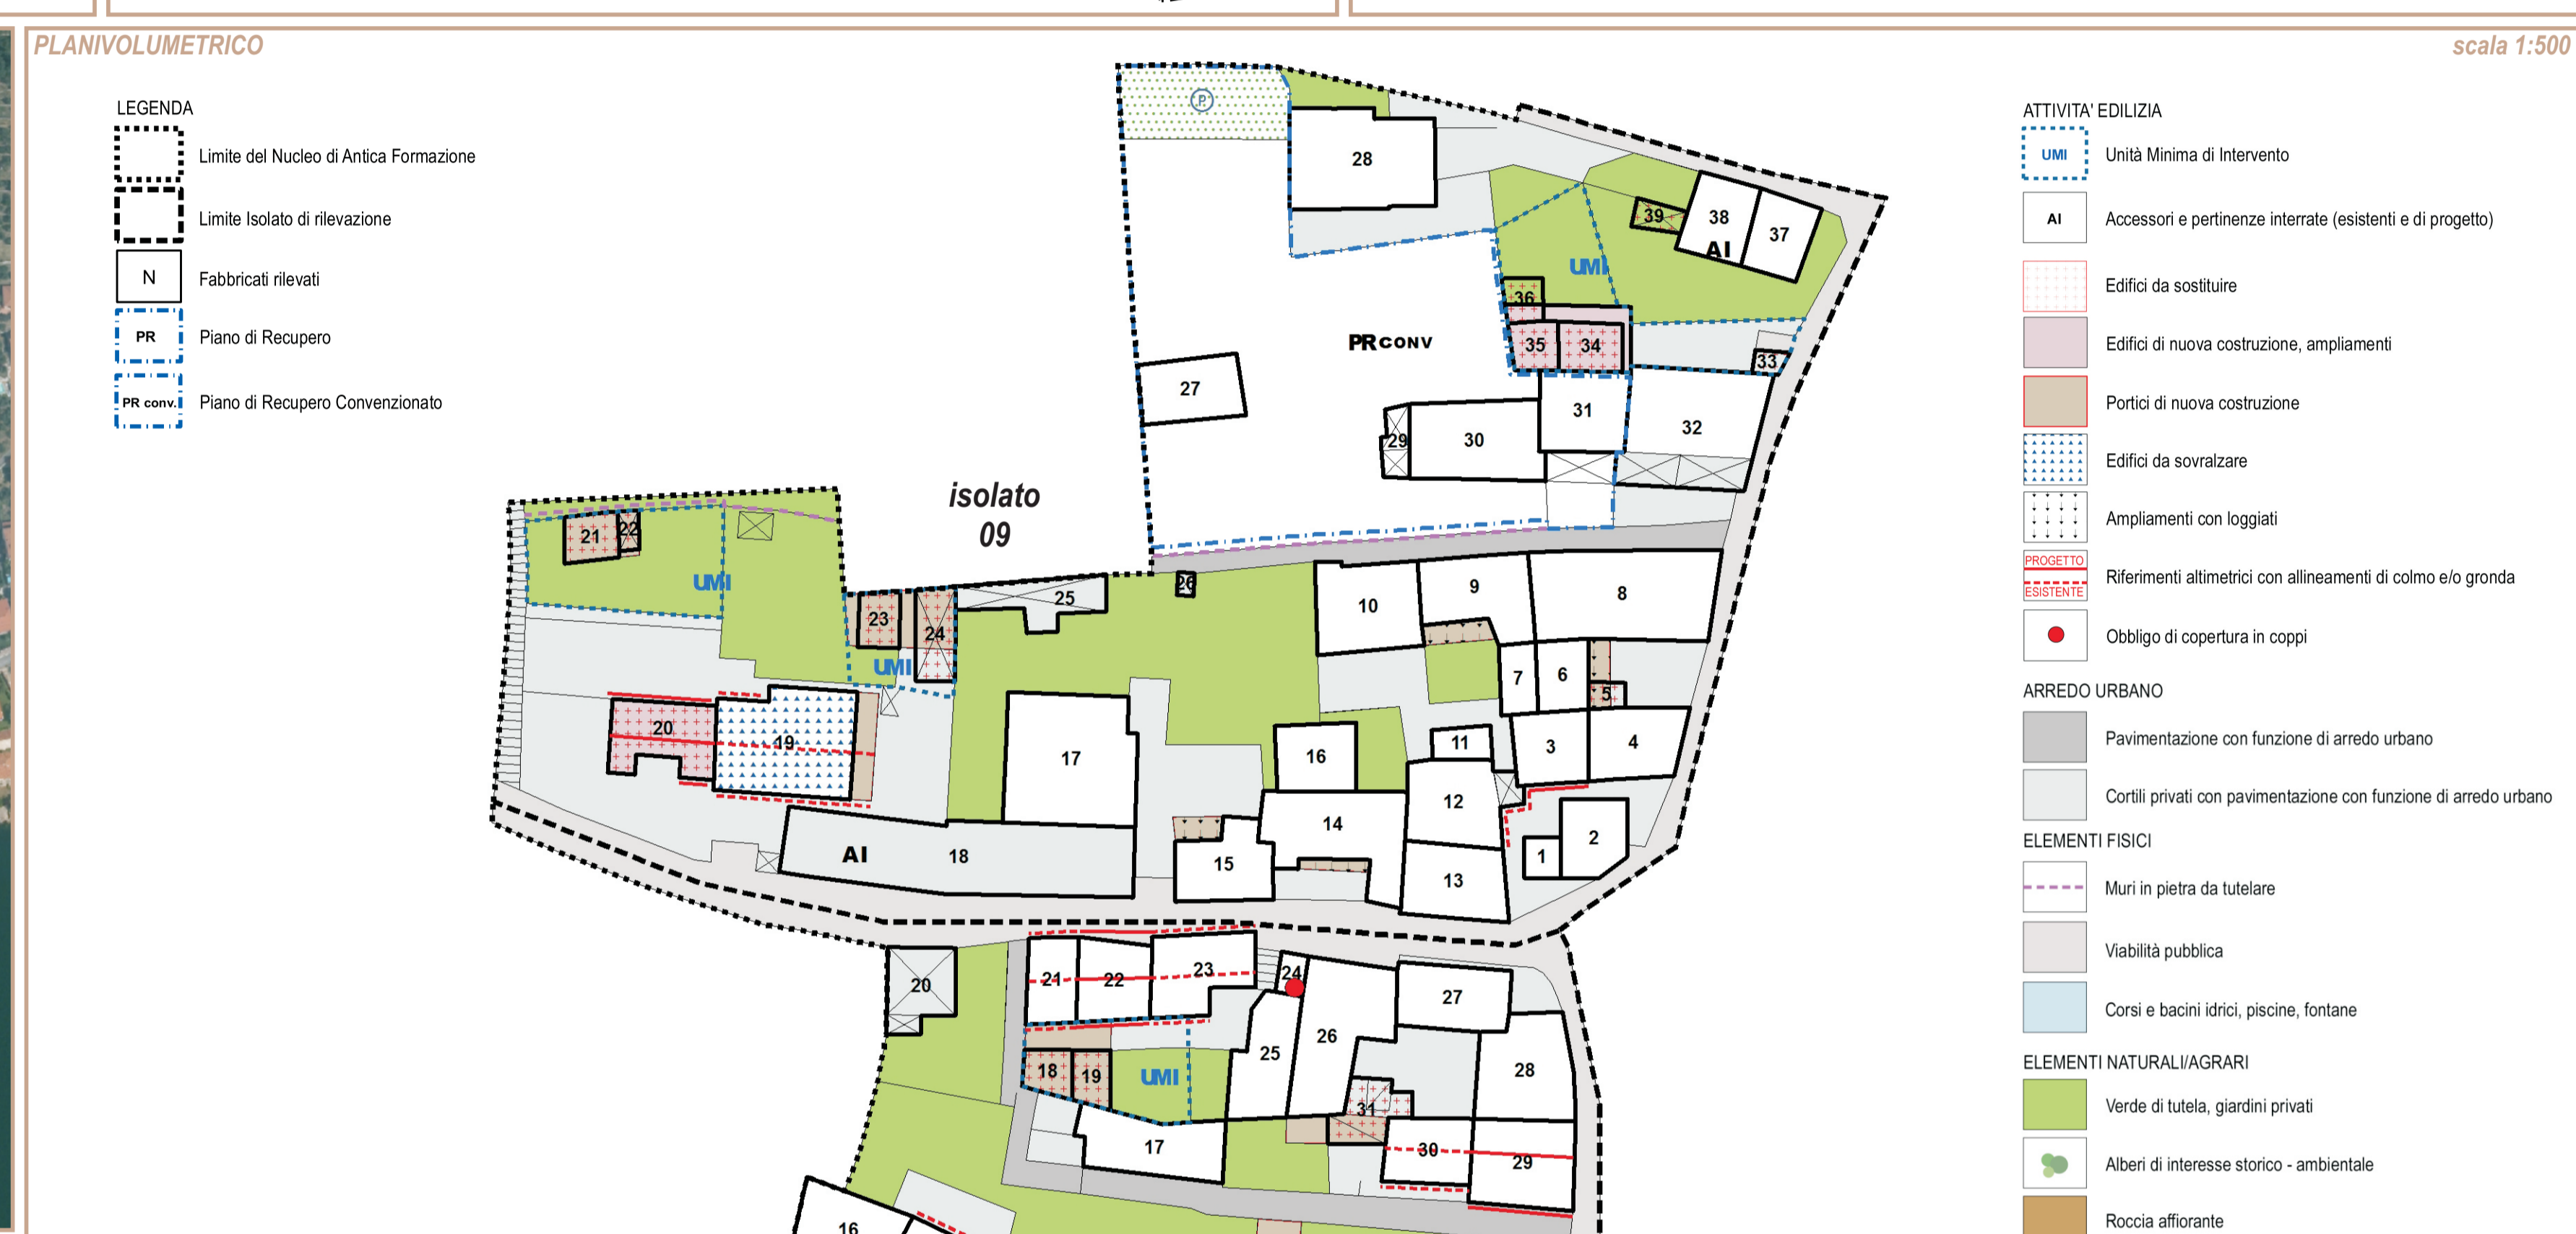 PLANIVOLUMETRICO
scala 1:500
LEGENDA
Limite del Nucleo di Antica Formazione
Limite Isolato di rilevazione
N
Fabbricati rilevati
PR
Piano di Recupero
PR conv.
Piano di Recupero Convenzionato
P
28
39
38
37
AI
UMI
36
35
34
33
PR CONV
27
31
32
29
30
isolato
09
21
22
UMI
23
24
UMI
25
26
10
9
8
7
6
5
20
19
17
16
11
3
4
12
14
15
13
1
2
AI
18
20
21
22
23
24
25
26
27
28
18
19
UMI
17
31
30
29
16
ATTIVITA' EDILIZIA
UMI
Unità Minima di Intervento
AI
Accessori e pertinenze interrate (esistenti e di progetto)
Edifici da sostituire
Edifici di nuova costruzione, ampliamenti
Portici di nuova costruzione
Edifici da sovralzare
Ampliamenti con loggiati
PROGETTO
ESISTENTE
Riferimenti altimetrici con allineamenti di colmo e/o gronda
Obbligo di copertura in coppi
ARREDO URBANO
Pavimentazione con funzione di arredo urbano
Cortili privati con pavimentazione con funzione di arredo urbano
ELEMENTI FISICI
Muri in pietra da tutelare
Viabilità pubblica
Corsi e bacini idrici, piscine, fontane
ELEMENTI NATURALI/AGRARI
Verde di tutela, giardini privati
Alberi di interesse storico - ambientale
Roccia affiorante